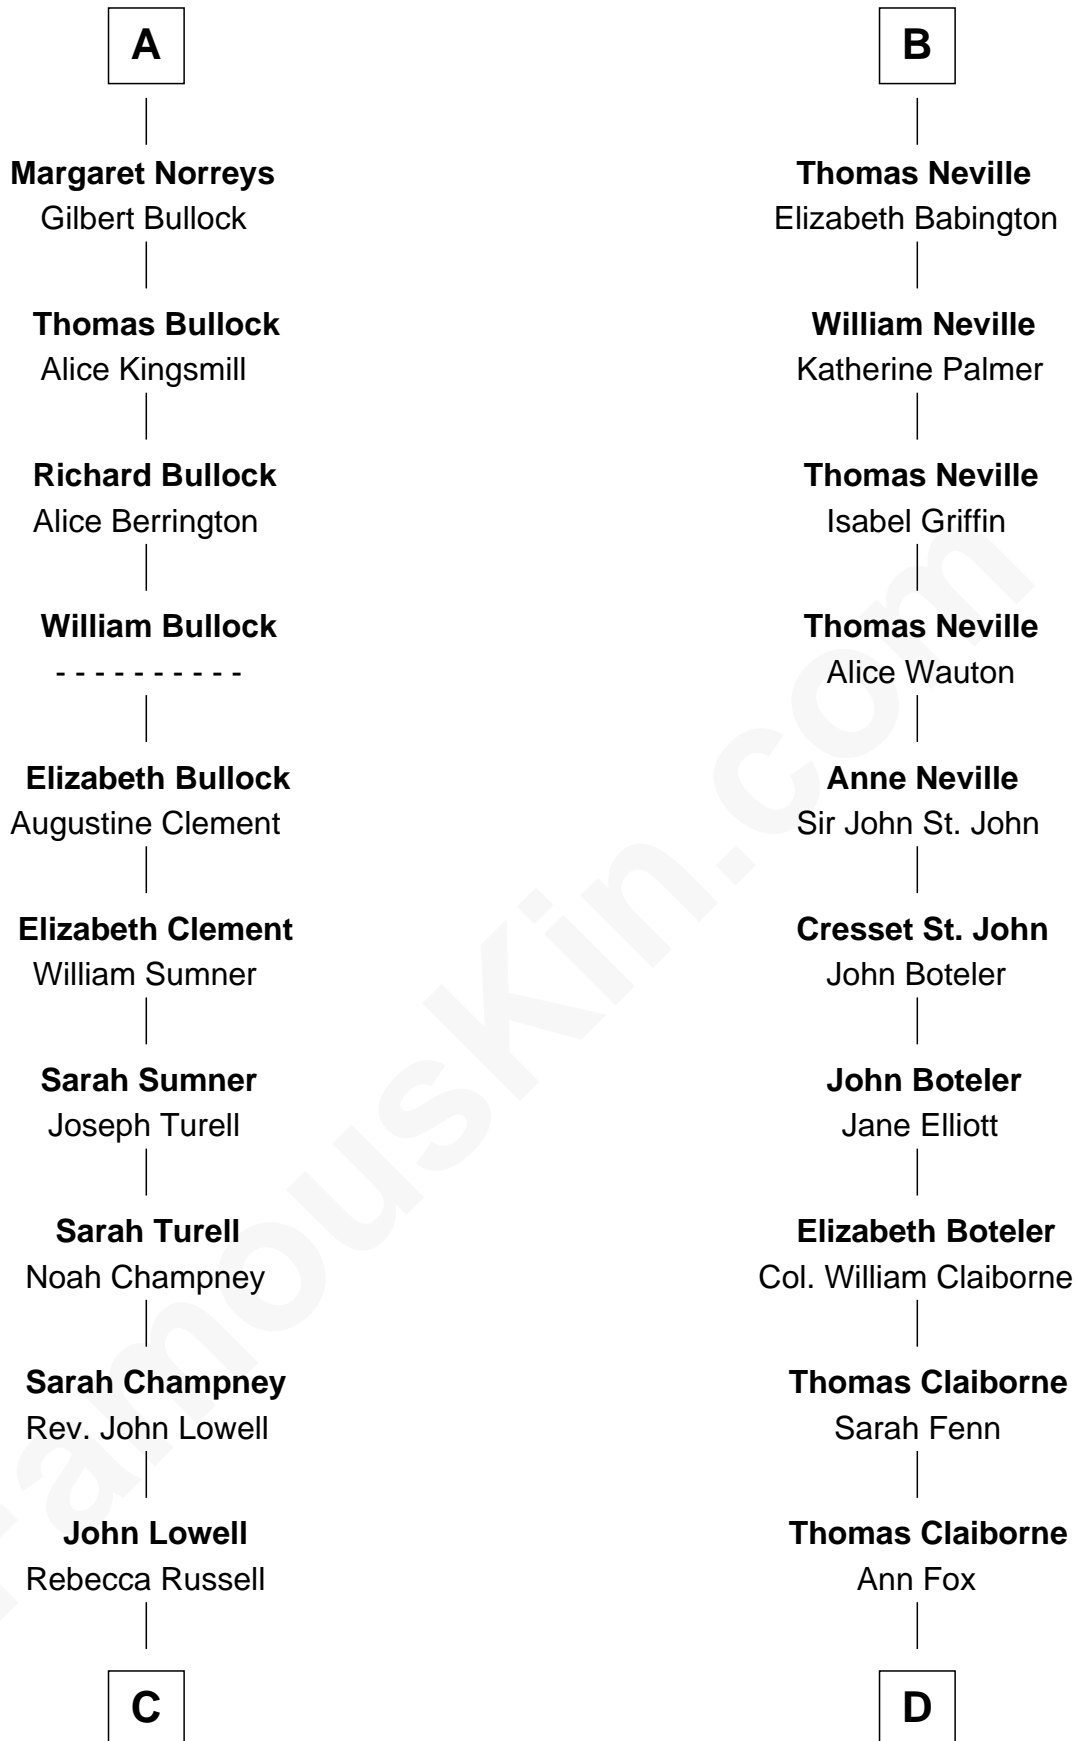 A
Margaret Norreys
Gilbert Bullock
Thomas Bullock
Alice Kingsmill
Richard Bullock
Alice Berrington
William Bullock
- - - - - - - - - -
Elizabeth Bullock
Augustine Clement
Elizabeth Clement
William Sumner
Sarah Sumner
Joseph Turell
Sarah Turell
Noah Champney
Sarah Champney
Rev. John Lowell
John Lowell
Rebecca Russell
C
B
Thomas Neville
Elizabeth Babington
William Neville
Katherine Palmer
Thomas Neville
Isabel Griffin
Thomas Neville
Alice Wauton
Anne Neville
Sir John St. John
Cresset St. John
John Boteler
John Boteler
Jane Elliott
Elizabeth Boteler
Col. William Claiborne
Thomas Claiborne
Sarah Fenn
Thomas Claiborne
Ann Fox
D
FamousKin.com